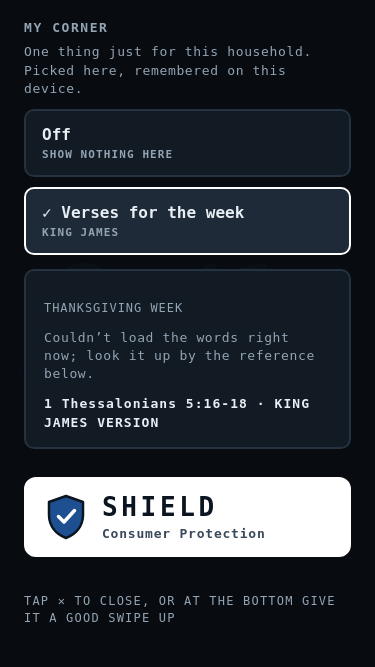 MY CORNER
One thing just for this household.
Picked here, remembered on this
device.
Off
SHOW NOTHING HERE
✓ Verses for the week
KING JAMES
THANKSGIVING WEEK
Couldn’t load the words right
now; look it up by the reference
below.
1 Thessalonians 5:16-18 · KING
JAMES VERSION
SHIELD
Consumer Protection
TAP × TO CLOSE, OR AT THE BOTTOM GIVE
IT A GOOD SWIPE UP